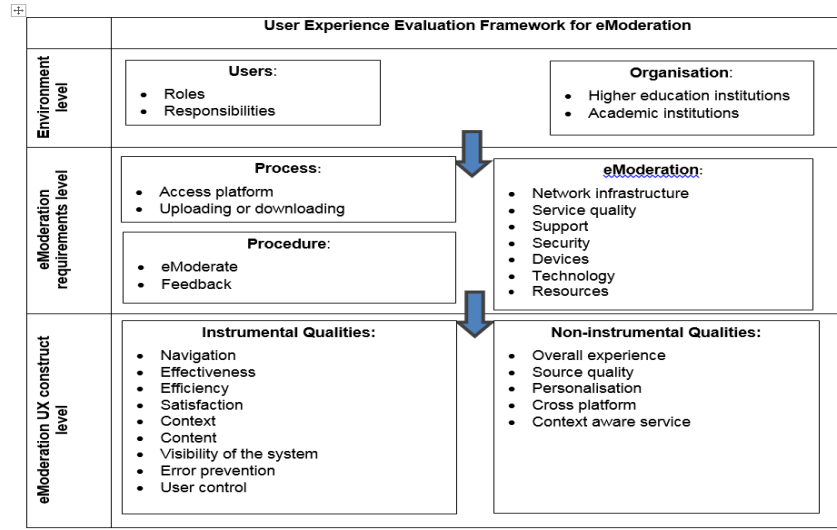 User Experience Evaluation Framework for eModeration
Environment
level
Users:
• Roles
• Responsibilities
Organisation:
• Higher education institutions
• Academic institutions
eModeration
requirements level
Process:
• Access platform
• Uploading or downloading
Procedure:
• eModerate
• Feedback
eModeration:
• Network infrastructure
• Service quality
• Support
• Security
• Devices
• Technology
• Resources
eModeration UX construct
level
Instrumental Qualities:
• Navigation
• Effectiveness
• Efficiency
• Satisfaction
• Context
• Content
• Visibility of the system
• Error prevention
• User control
Non-instrumental Qualities:
• Overall experience
• Source quality
• Personalisation
• Cross platform
• Context aware service